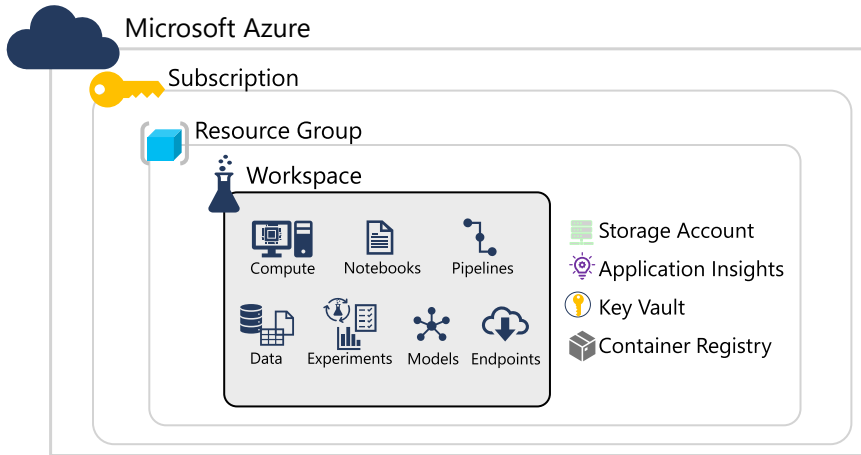 Microsoft Azure
Subscription
Resource Group
Workspace
Compute
Notebooks
Pipelines
Data
Experiments
Models
Endpoints
Storage Account
Application Insights
Key Vault
Container Registry